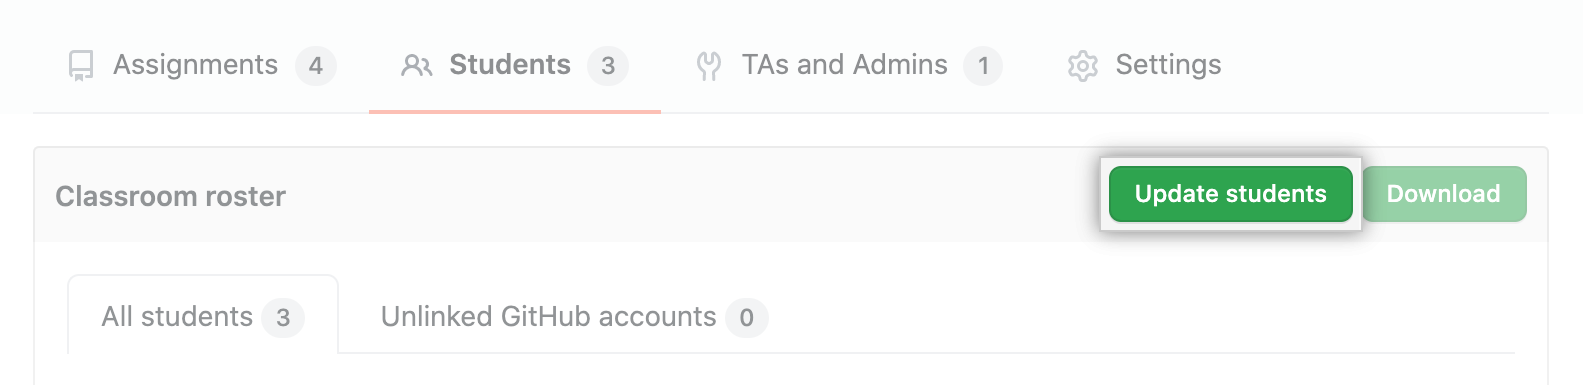 Assignments 4 Students 3 TAs and Admins 1 Settings
Classroom roster Update students Download
All students 3 Unlinked GitHub accounts 0